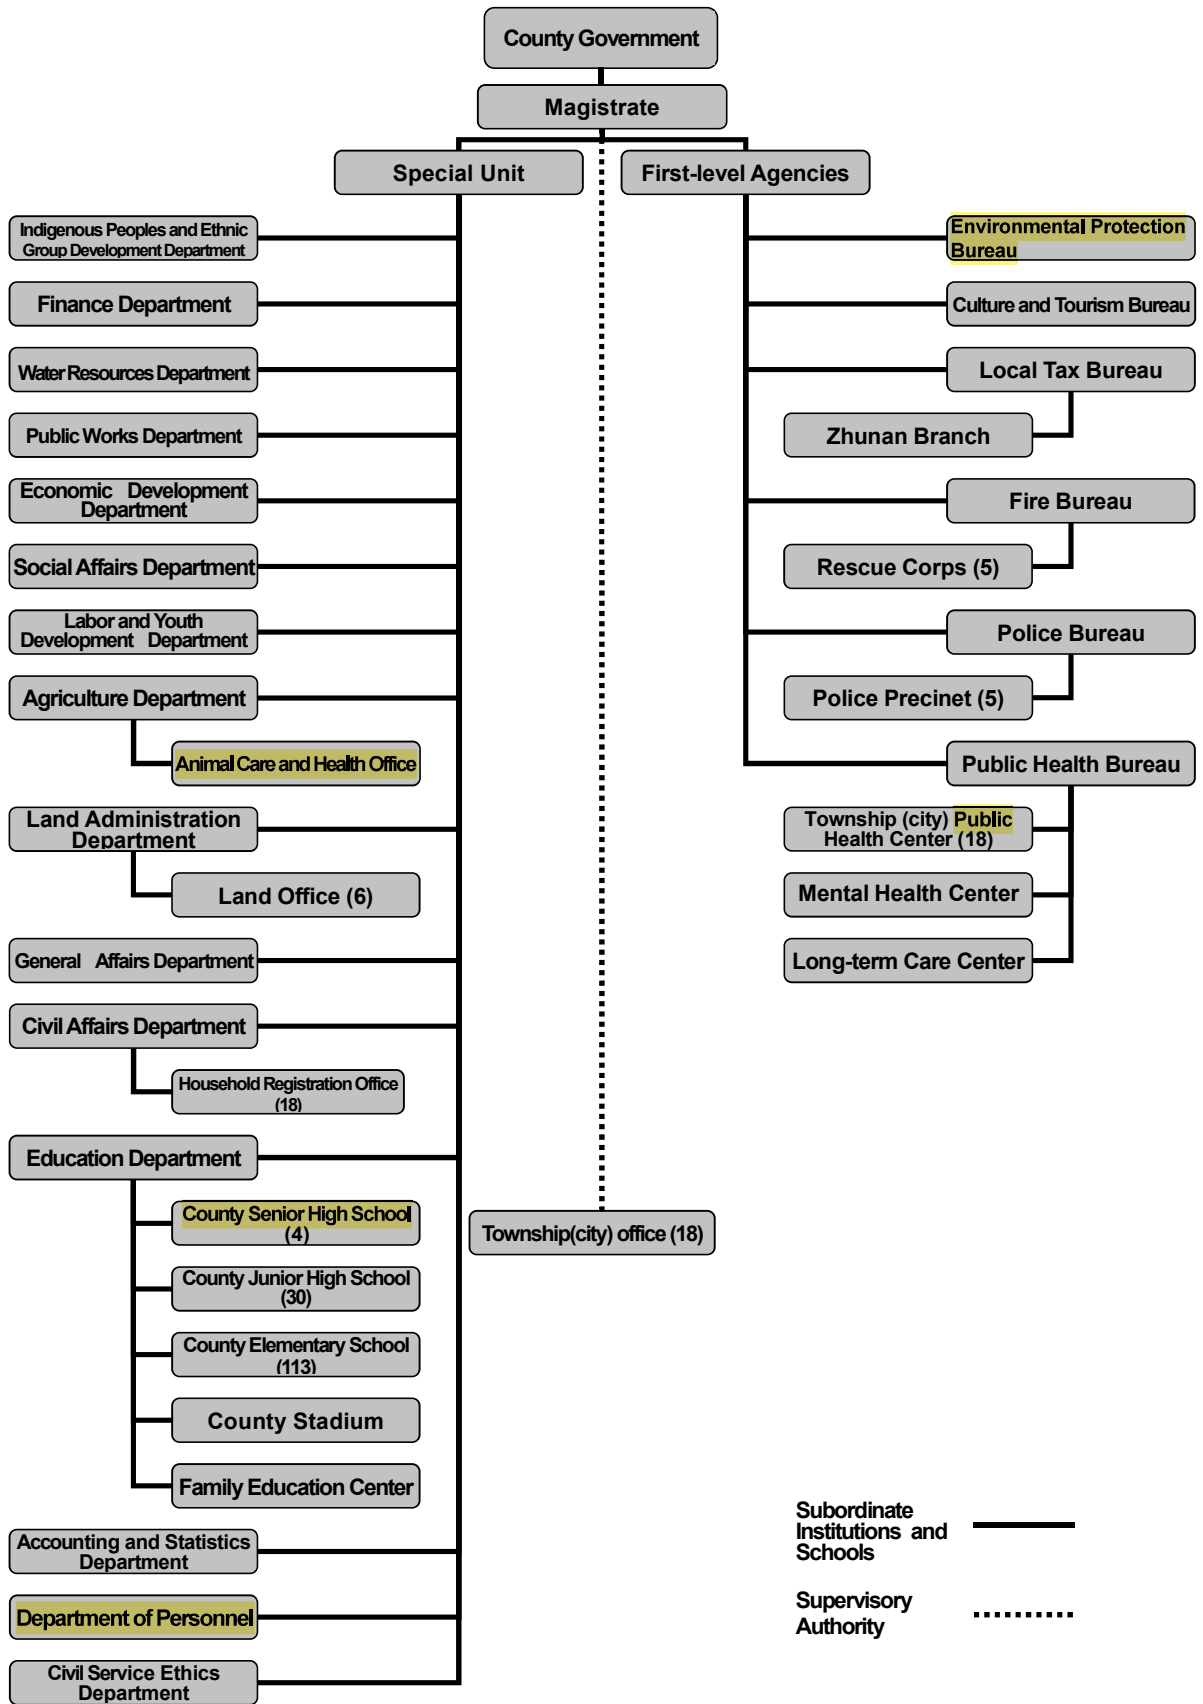 County Government
Magistrate
Special Unit
First-level Agencies
Indigenous Peoples and Ethnic
Group Development Department
Finance Department
Water Resources Department
Public Works Department
Economic Development
Department
Social Affairs Department
Labor and Youth
Development Department
Agriculture Department
Animal Care and Health Office
Land Administration
Department
Land Office (6)
General Affairs Department
Civil Affairs Department
Household Registration Office
(18)
Education Department
County Senior High School
(4)
County Junior High School
(30)
County Elementary School
(113)
County Stadium
Family Education Center
Accounting and Statistics
Department
Department of Personnel
Civil Service Ethics
Department
Township(city) office (18)
Environmental Protection
Bureau
Culture and Tourism Bureau
Local Tax Bureau
Zhunan Branch
Fire Bureau
Rescue Corps (5)
Police Bureau
Police Precinet (5)
Public Health Bureau
Township (city) Public
Health Center (18)
Mental Health Center
Long-term Care Center
Subordinate
Institutions and
Schools
Supervisory
Authority